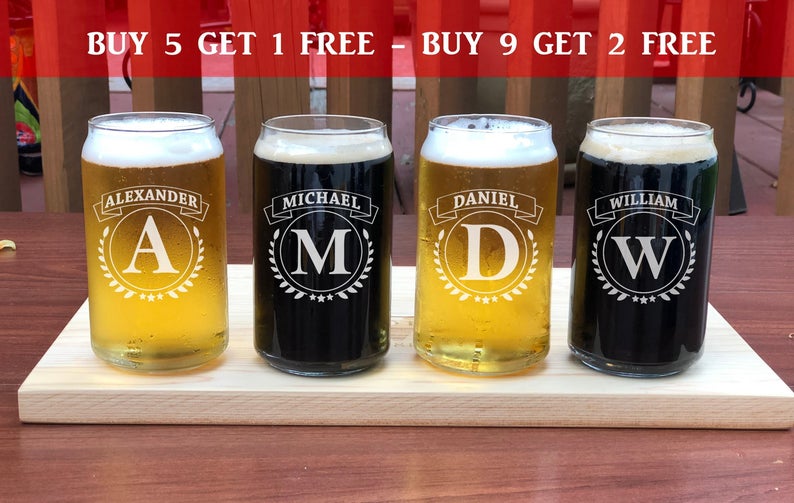 BUY 5 GET 1 FREE - BUY 9 GET 2 FREE
ALEXANDER
A
MICHAEL
M
DANIEL
D
WILLIAM
W